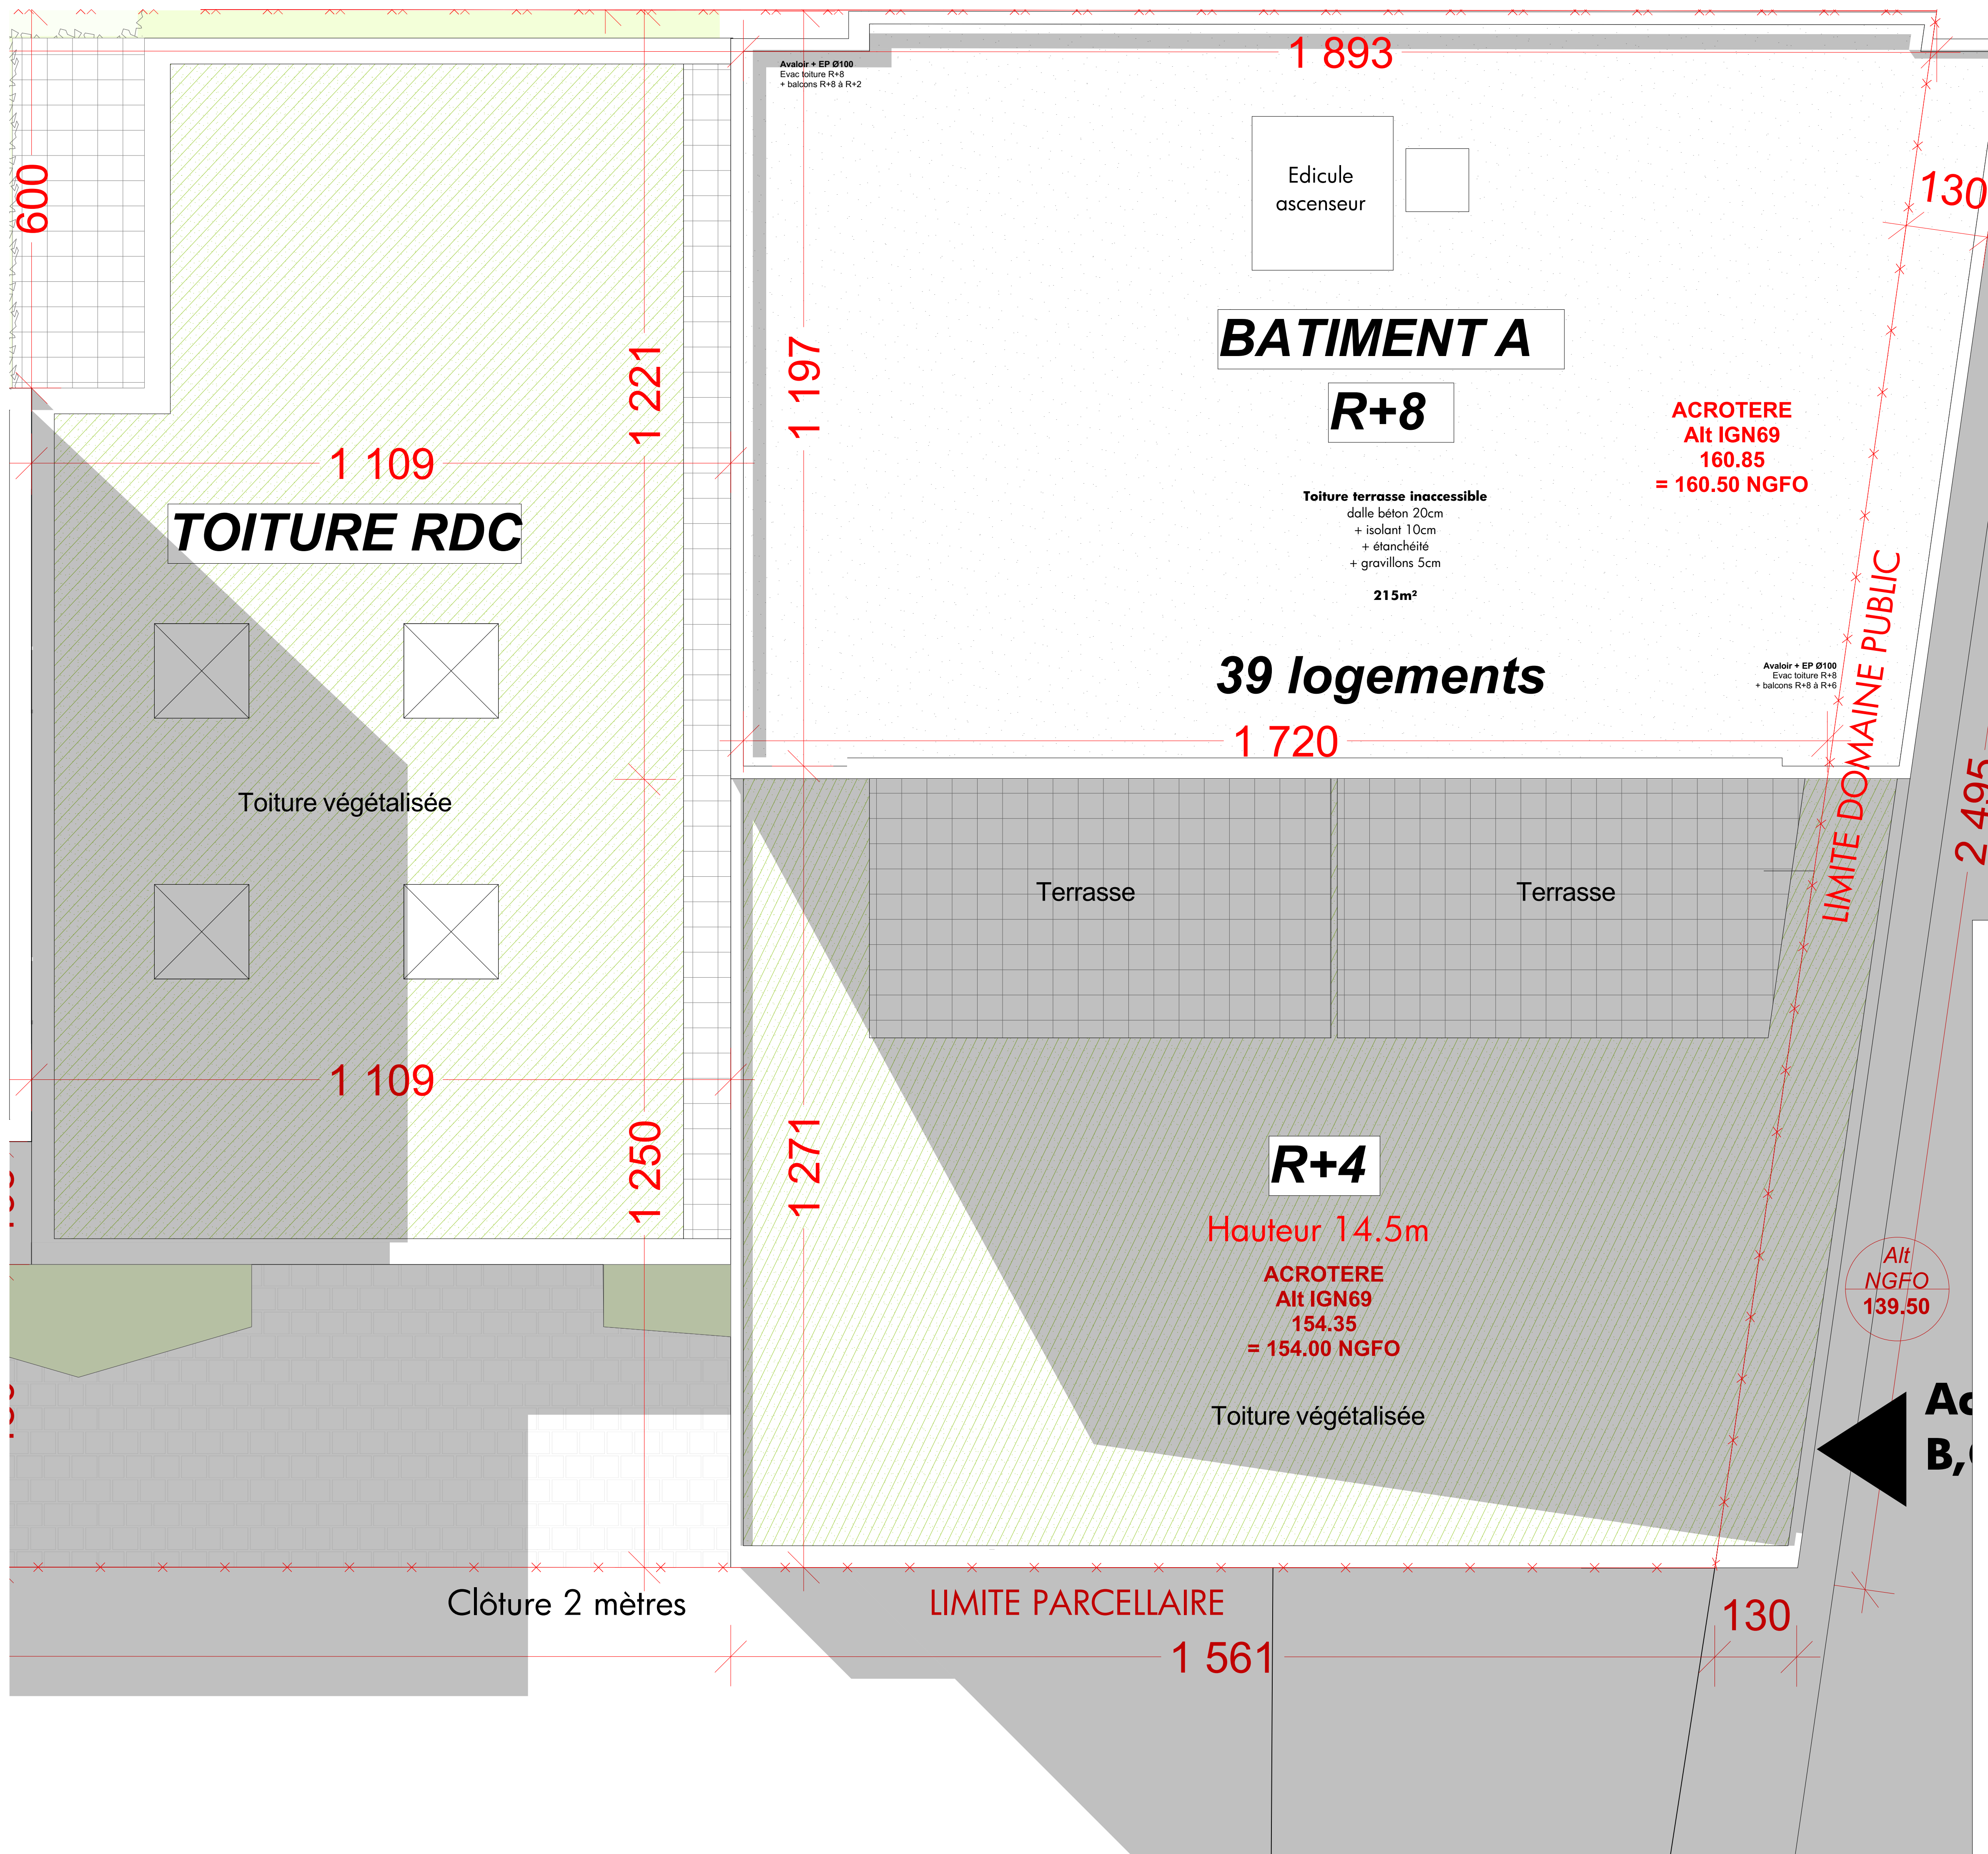 1 893
Avaloir + EP Ø100
Evac toiture R+8
+ balcons R+8 à R+2
600
Edicule
ascenseur
130
BATIMENT A
R+8
1 221
1 197
ACROTERE
Alt IGN69
160.85
= 160.50 NGFO
1 109
TOITURE RDC
Toiture terrasse inaccessible
dalle béton 20cm
+ isolant 10cm
+ étanchéité
+ gravillons 5cm
215m²
39 logements
Avaloir + EP Ø100
Evac toiture R+8
+ balcons R+8 à R+6
LIMITE DOMAINE PUBLIC
1 720
2 495
Toiture végétalisée
Terrasse
Terrasse
1 109
1 250
1 271
R+4
Hauteur 14.5m
ACROTERE
Alt IGN69
154.35
= 154.00 NGFO
Alt
NGFO
139.50
Toiture végétalisée
B,
Clôture 2 mètres
LIMITE PARCELLAIRE
130
1 561